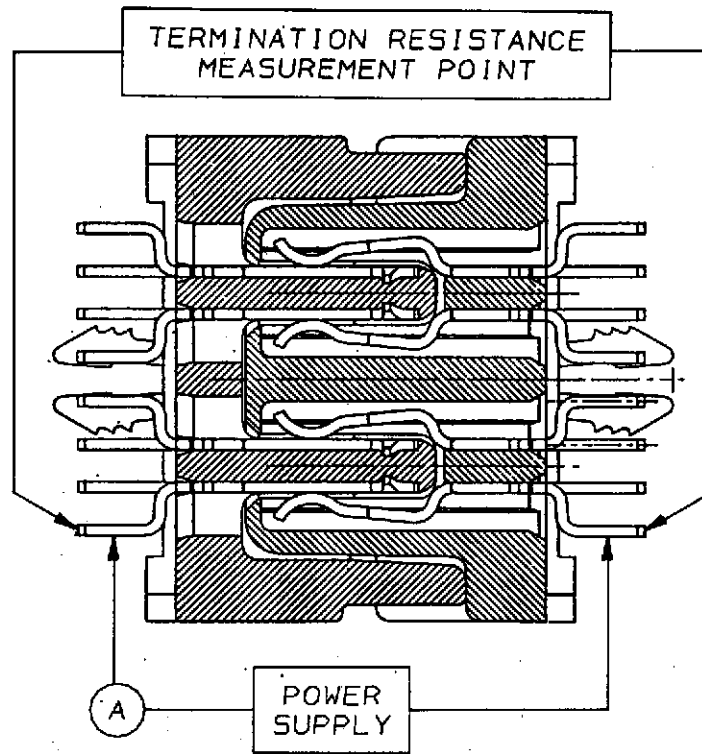 TERMINATION RESISTANCE
MEASUREMENT POINT
A
POWER
SUPPLY